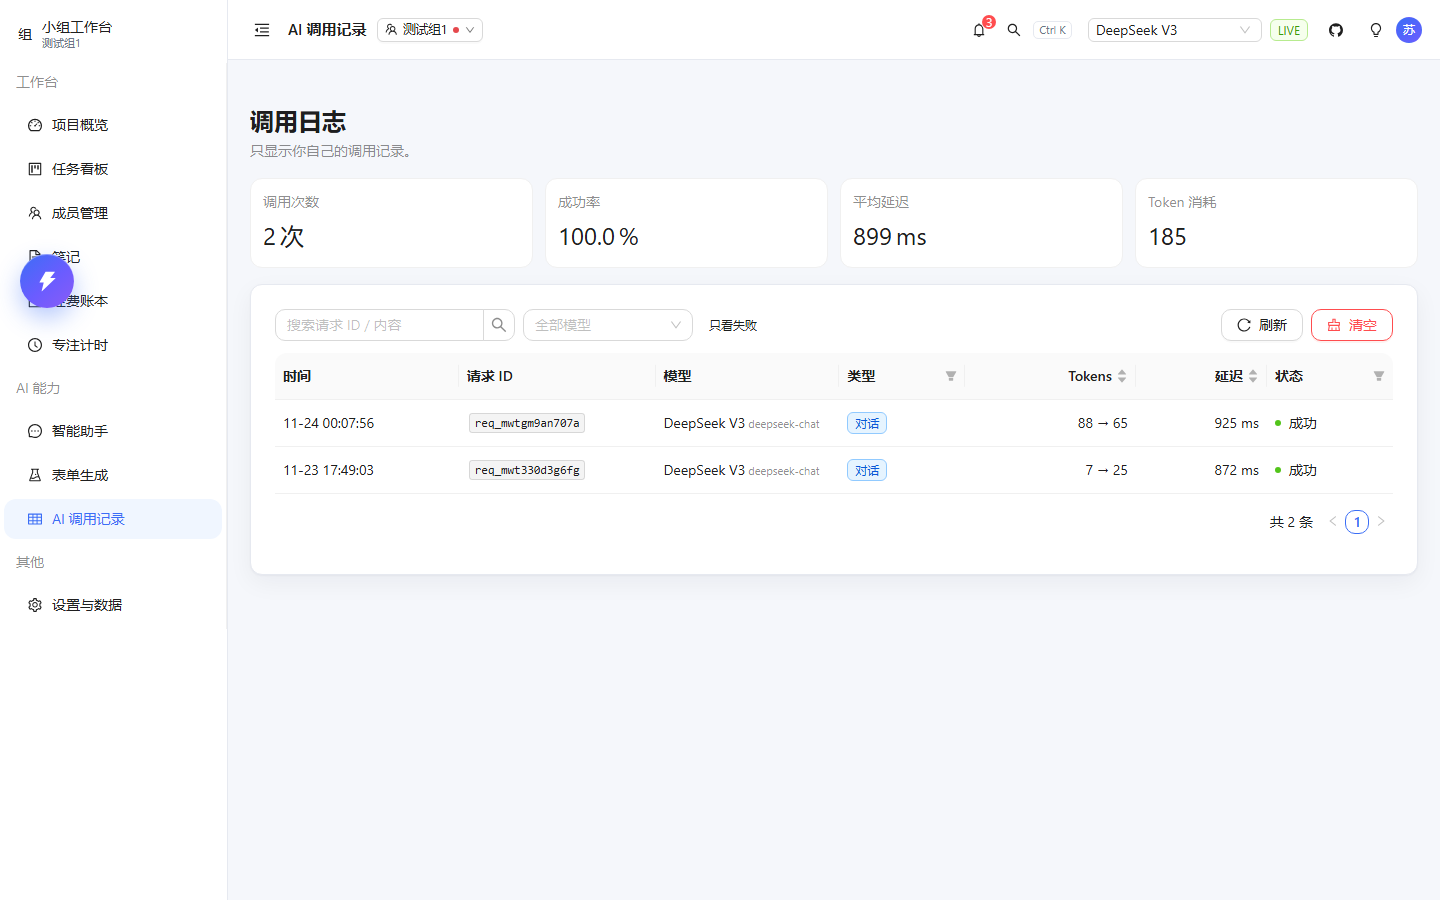 组 小组工作台
测试组1
工作台
项目概览
任务看板
成员管理
笔记
费账本
专注计时
AI 能力
智能助手
表单生成
AI 调用记录
其他
设置与数据
AI 调用记录 测试组1 3 Ctrl K DeepSeek V3 LIVE 苏
调用日志
只显示你自己的调用记录。
调用次数
2 次
成功率
100.0 %
平均延迟
899 ms
Token 消耗
185
搜索请求 ID / 内容 全部模型 只看失败 刷新 清空
时间 请求 ID 模型 类型 Tokens 延迟 状态
11-24 00:07:56 req_mwtgm9an707a DeepSeek V3 deepseek-chat 对话 88 → 65 925 ms 成功
11-23 17:49:03 req_mwt330d3g6fg DeepSeek V3 deepseek-chat 对话 7 → 25 872 ms 成功
共 2 条 1